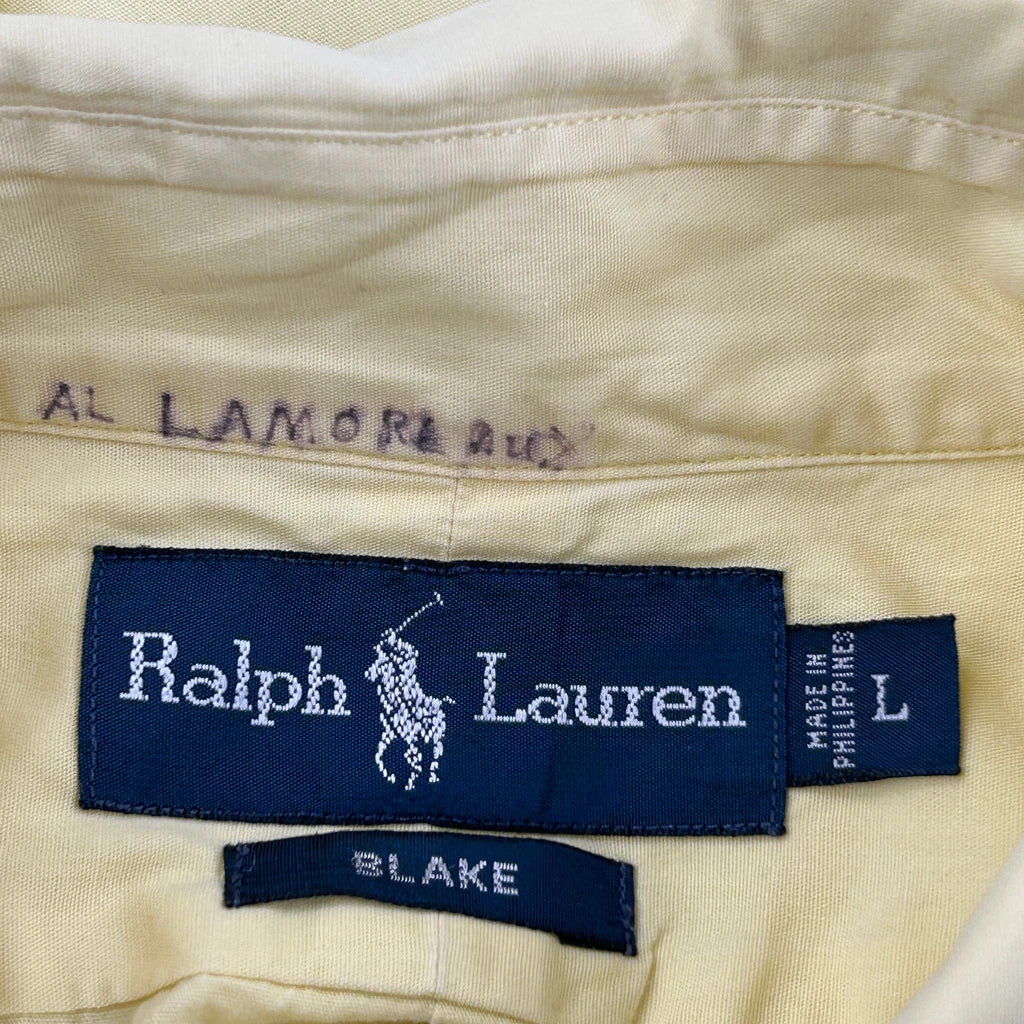 AL LAMOREAUX
Ralph Lauren
MADE IN
PHILIPPINES
L
BLAKE